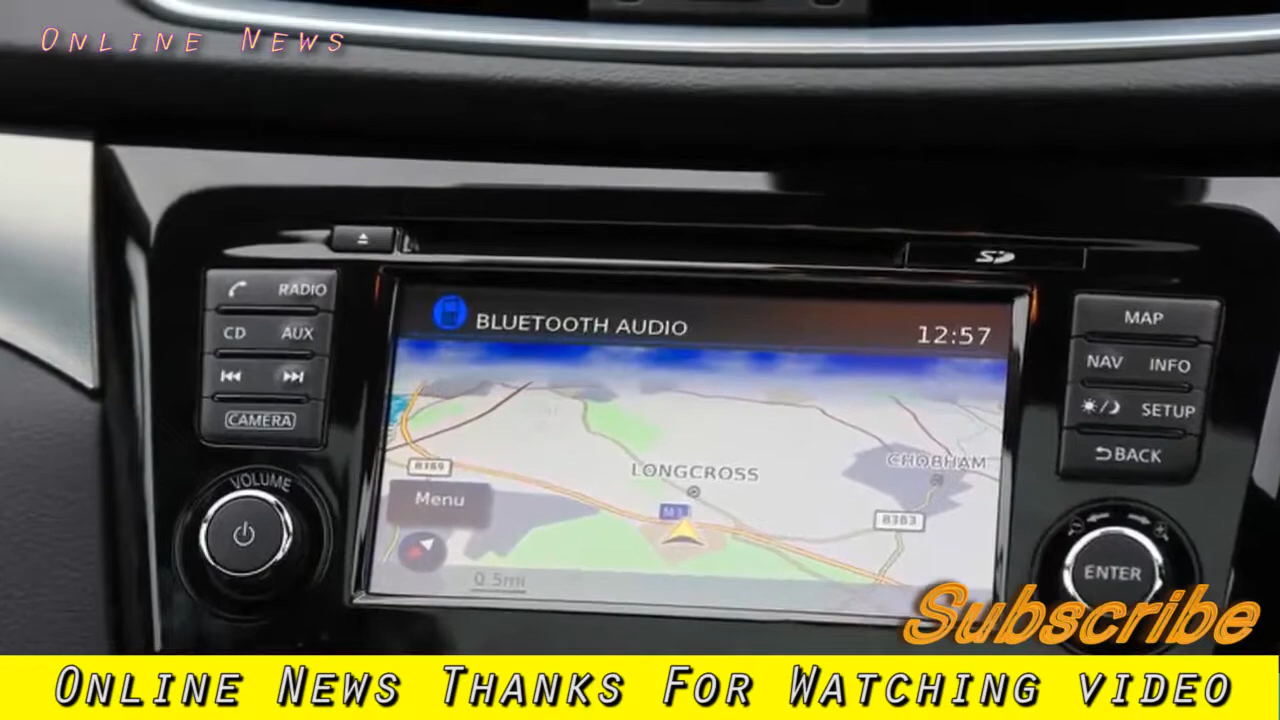 Online News
SD
RADIO
CD AUX
CAMERA
VOLUME
BLUETOOTH AUDIO
12:57
LONGCROSS
CHOBHAM
B389
Menu
M3
B383
0.5mi
MAP
NAV INFO
SETUP
BACK
ENTER
Subscribe
Online News Thanks For Watching video